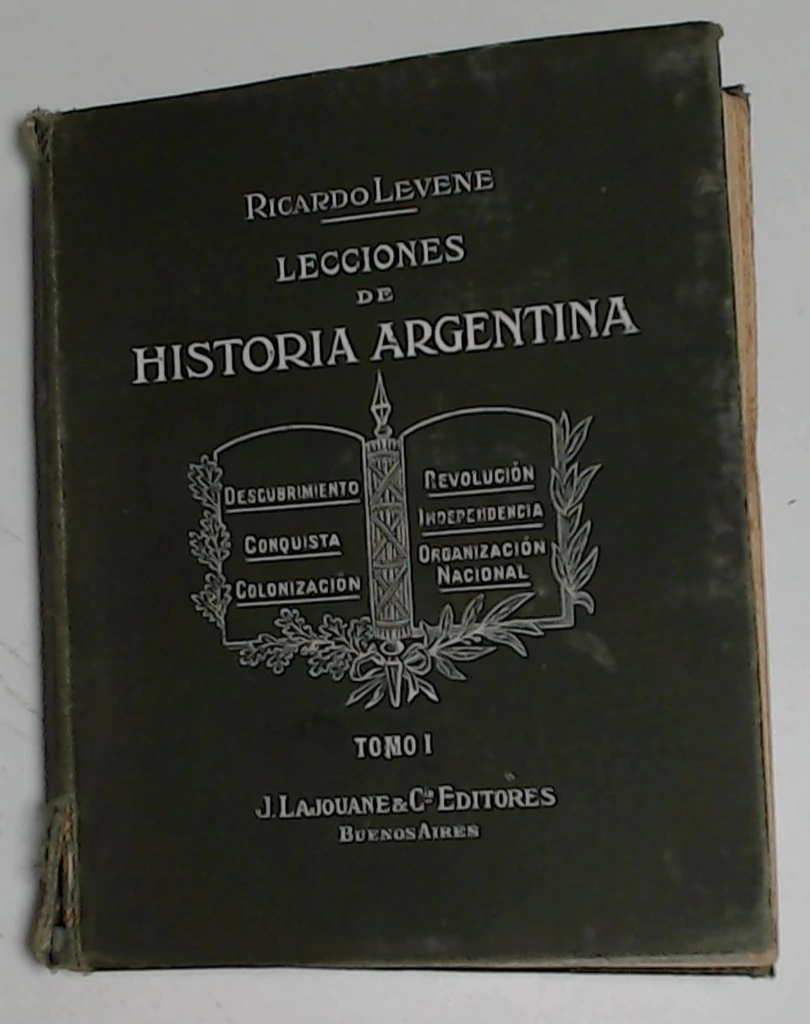 RICARDO LEVENE
LECCIONES
DE
HISTORIA ARGENTINA
DESCUBRIMIENTO
CONQUISTA
COLONIZACIÓN
REVOLUCIÓN
INDEPENDENCIA
ORGANIZACIÓN
NACIONAL
TOMO I
J. LAJOUANE & Cía EDITORES
BUENOS AIRES